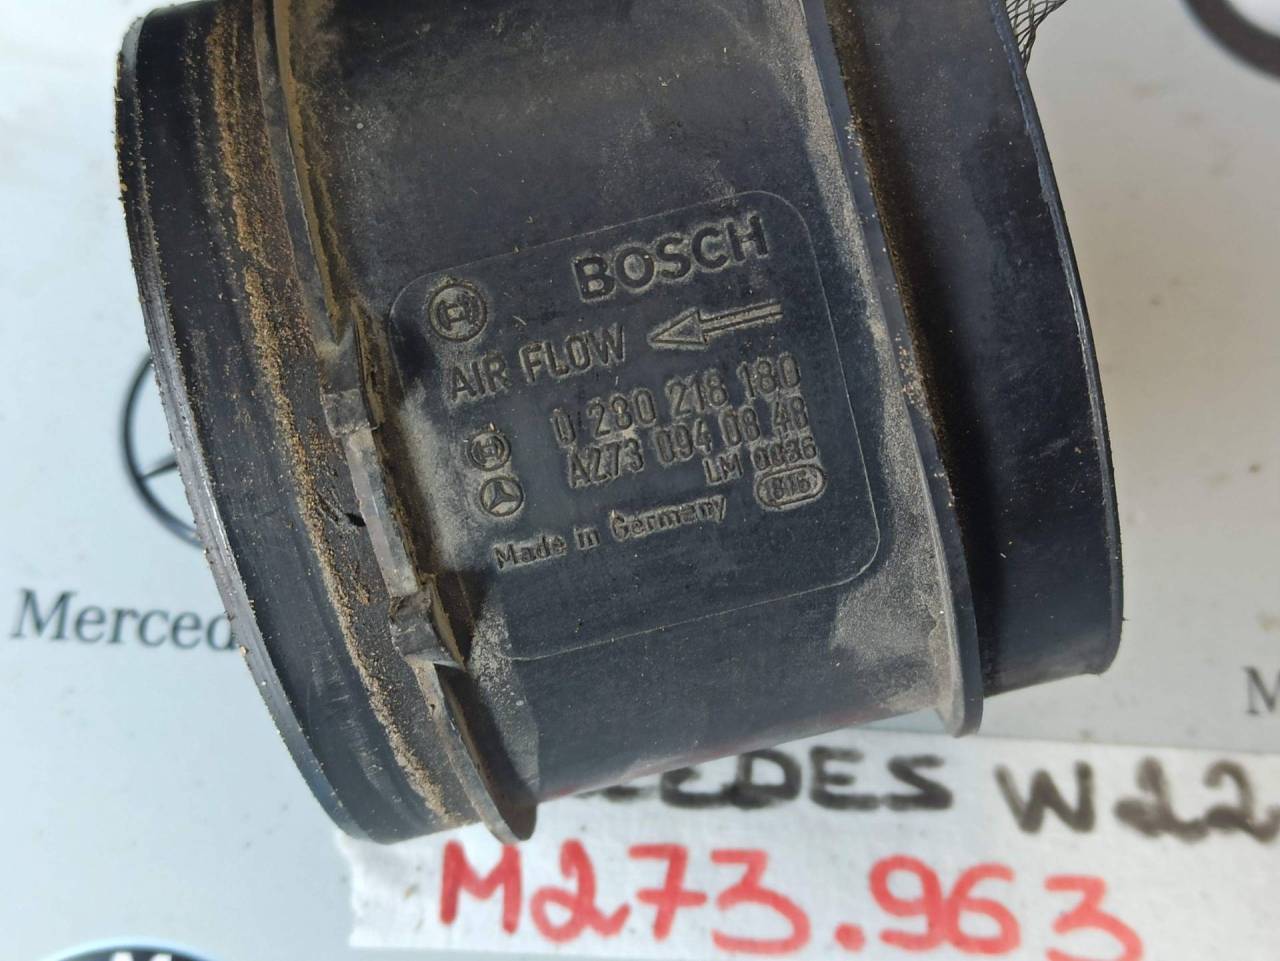 BOSCH
AIR FLOW
0 280 218 180
A273 094 08 48
LM 0036
Made in Germany
Merced
M
EDES W22
M273.963